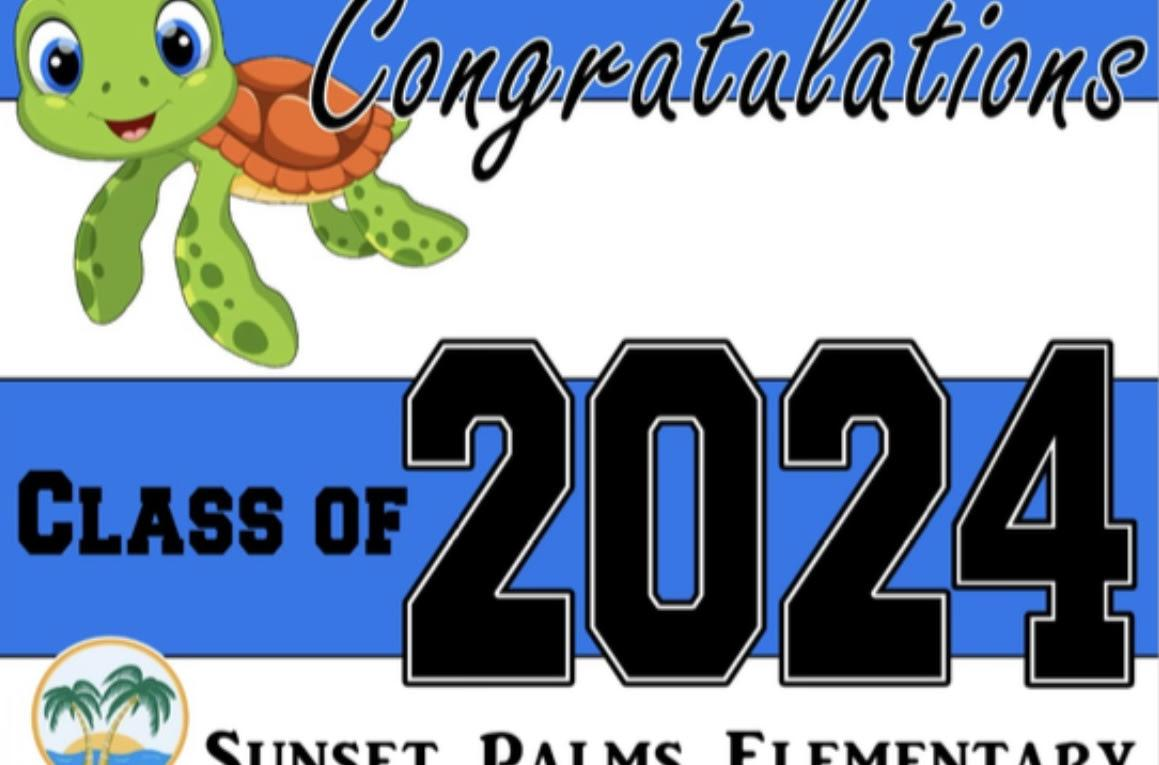 Congratulations
CLASS OF 2024
SUNSET PALMS ELEMENTARY